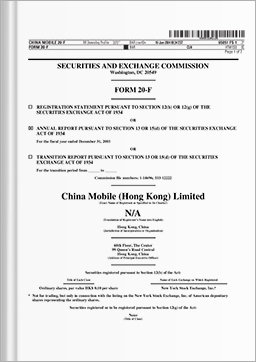 CHINA MOBILE 20-F
FORM 20-F
Page 1 of 2
SECURITIES AND EXCHANGE COMMISSION
Washington, DC 20549
FORM 20-F
REGISTRATION STATEMENT PURSUANT TO SECTION 12(b) OR 12(g) OF THE
SECURITIES EXCHANGE ACT OF 1934
OR
ANNUAL REPORT PURSUANT TO SECTION 13 OR 15(d) OF THE SECURITIES EXCHANGE
ACT OF 1934
For the fiscal year ended December 31, 2003
OR
TRANSITION REPORT PURSUANT TO SECTION 13 OR 15(d) OF THE SECURITIES
EXCHANGE ACT OF 1934
For the transition period from to
Commission file numbers: 1-14696
China Mobile (Hong Kong) Limited
(Exact Name of Registrant as Specified in Its Charter)
N/A
(Translation of Registrant's Name into English)
Hong Kong, China
(Jurisdiction of Incorporation or Organization)
60th Floor, The Center
99 Queen's Road Central
Hong Kong, China
(Address of Principal Executive Offices)
Securities registered pursuant to Section 12(b) of the Act:
Title of Each Class Name of Each Exchange on Which Registered
Ordinary shares, par value HK$ 0.10 per share New York Stock Exchange, Inc.*
* Not for trading, but only in connection with the listing on the New York Stock Exchange, Inc. of American depositary
shares representing the ordinary shares.
Securities registered or to be registered pursuant to Section 12(g) of the Act:
None
(Title of Class)